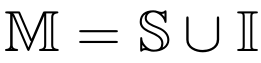 𝕄 = 𝕊 ∪ 𝕀